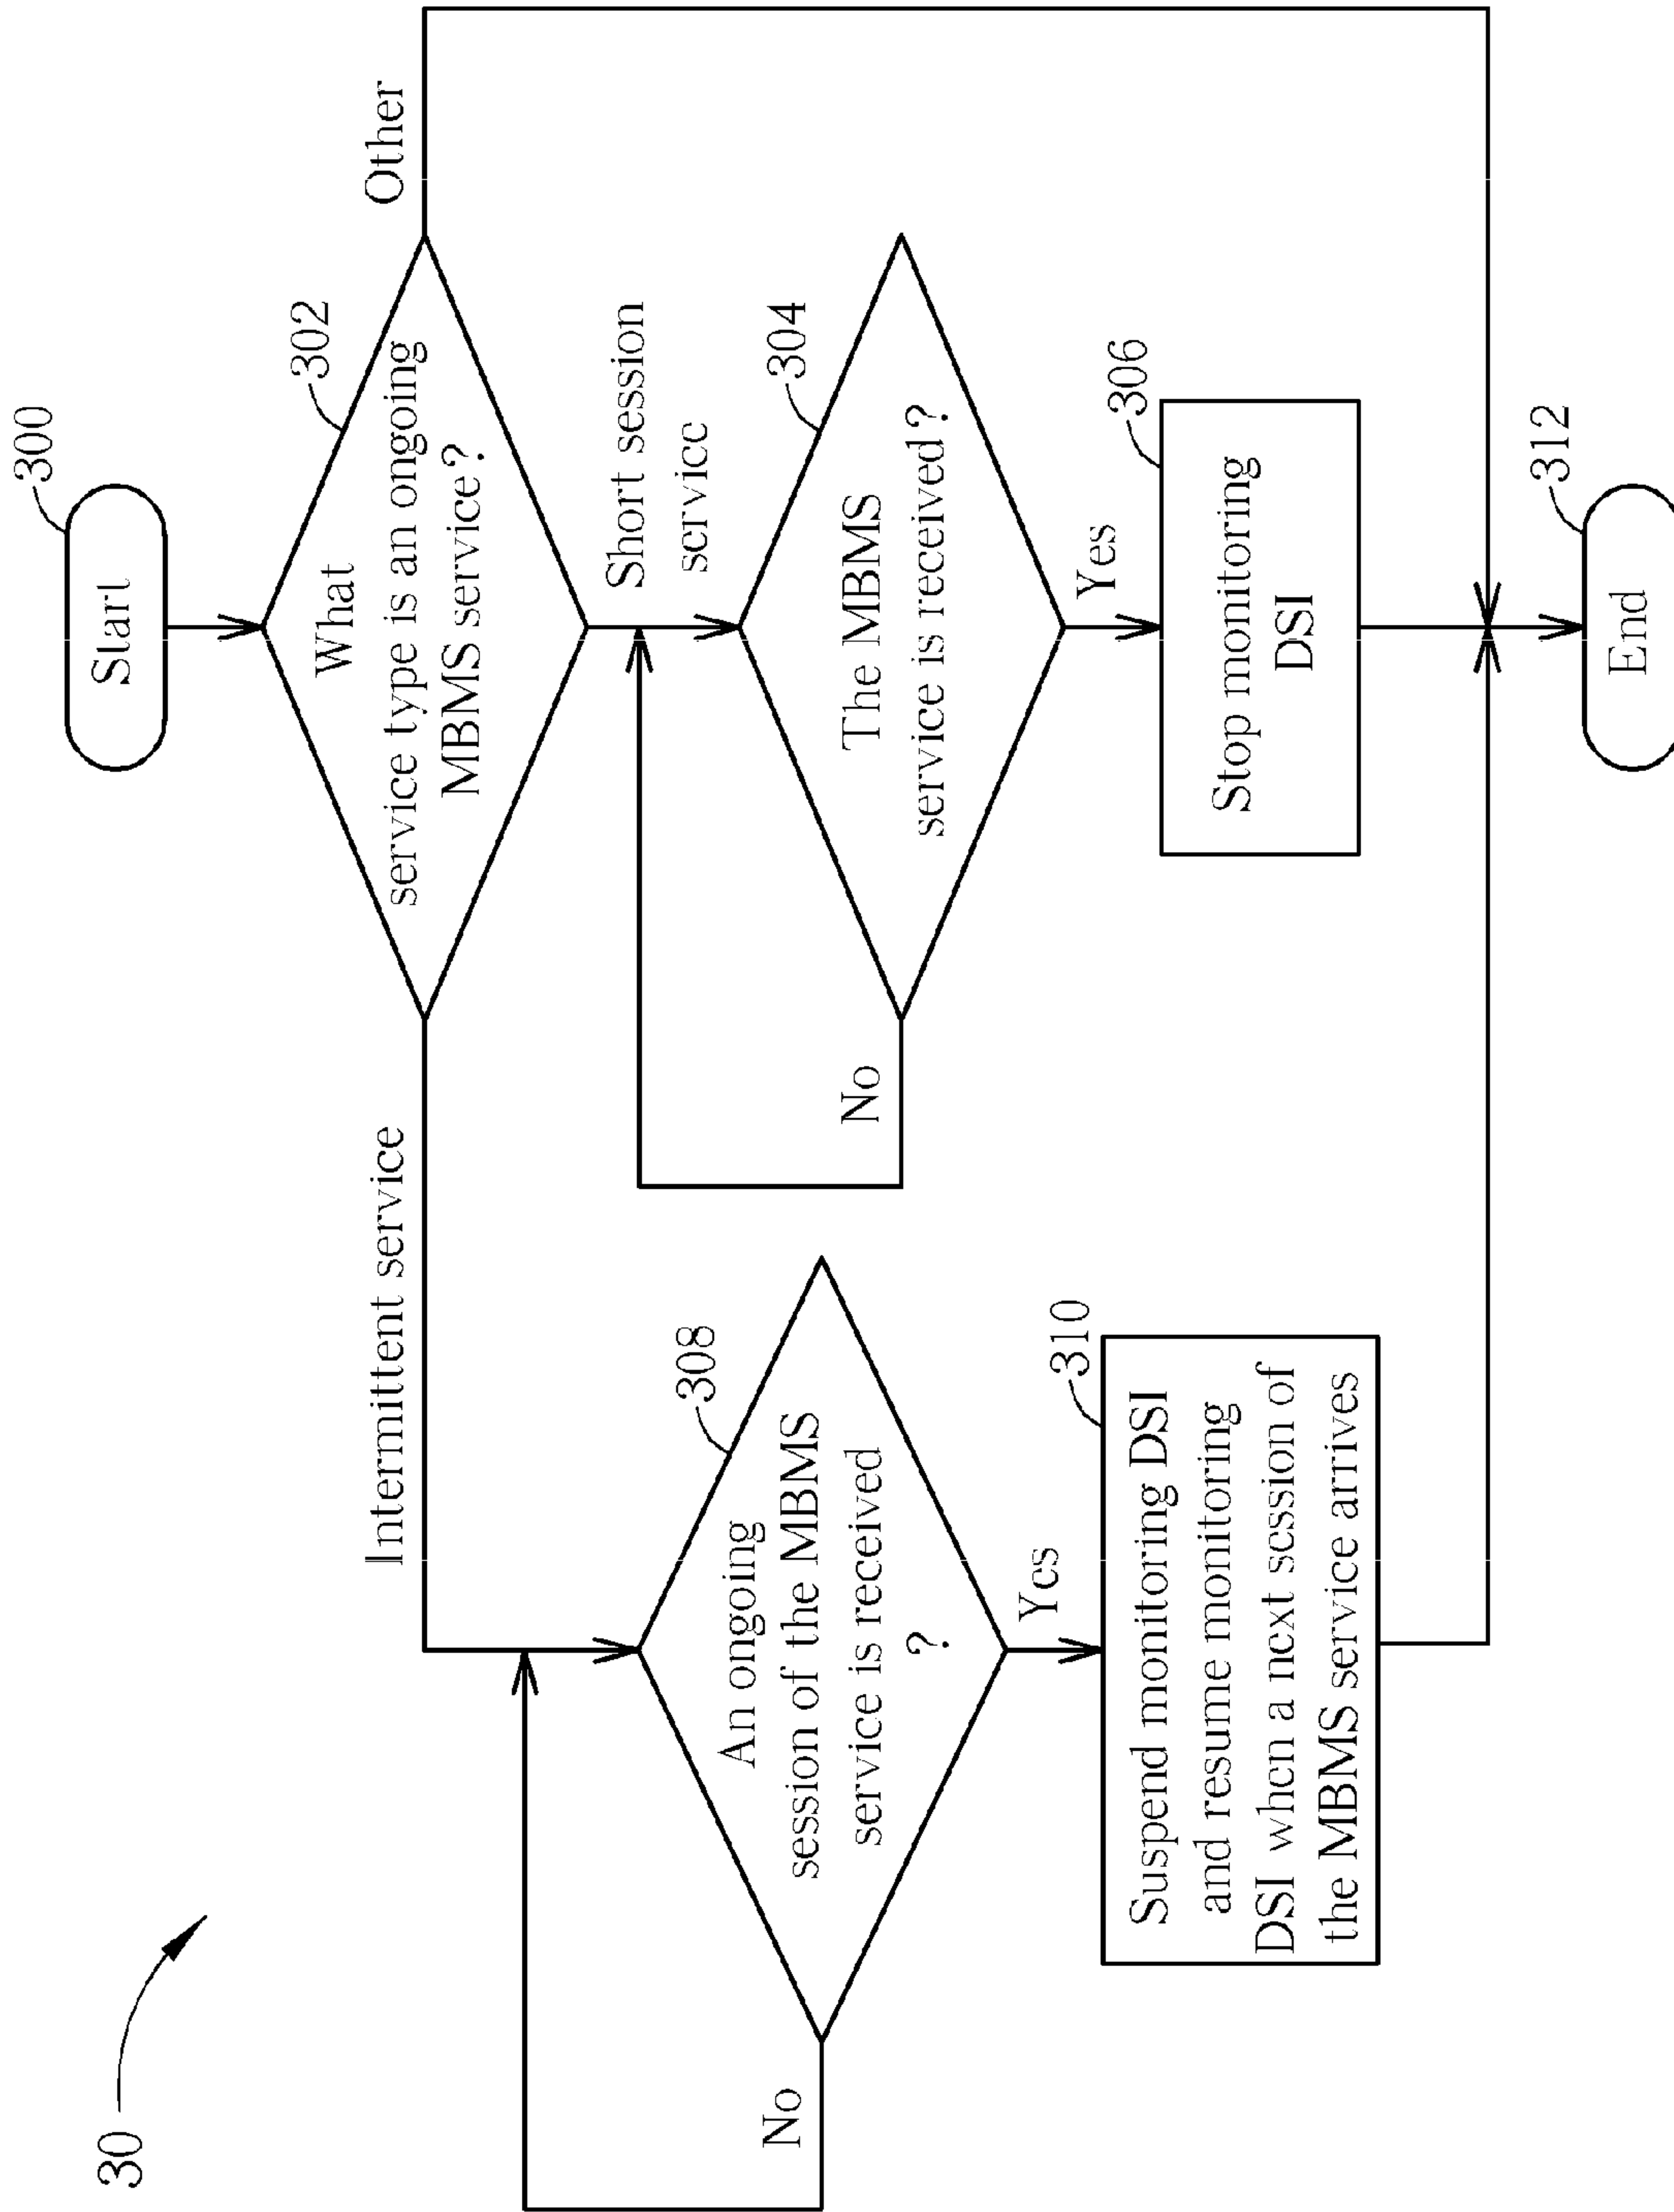 30
Start
300
What
service type is an ongoing
MBMS service?
302
Intermittent service
Other
Short session
service
An ongoing
session of the MBMS
service is received
?
308
No
Yes
The MBMS
service is received?
304
No
Yes
Suspend monitoring DSI
and resume monitoring
DSI when a next session of
the MBMS service arrives
310
Stop monitoring
DSI
306
End
312